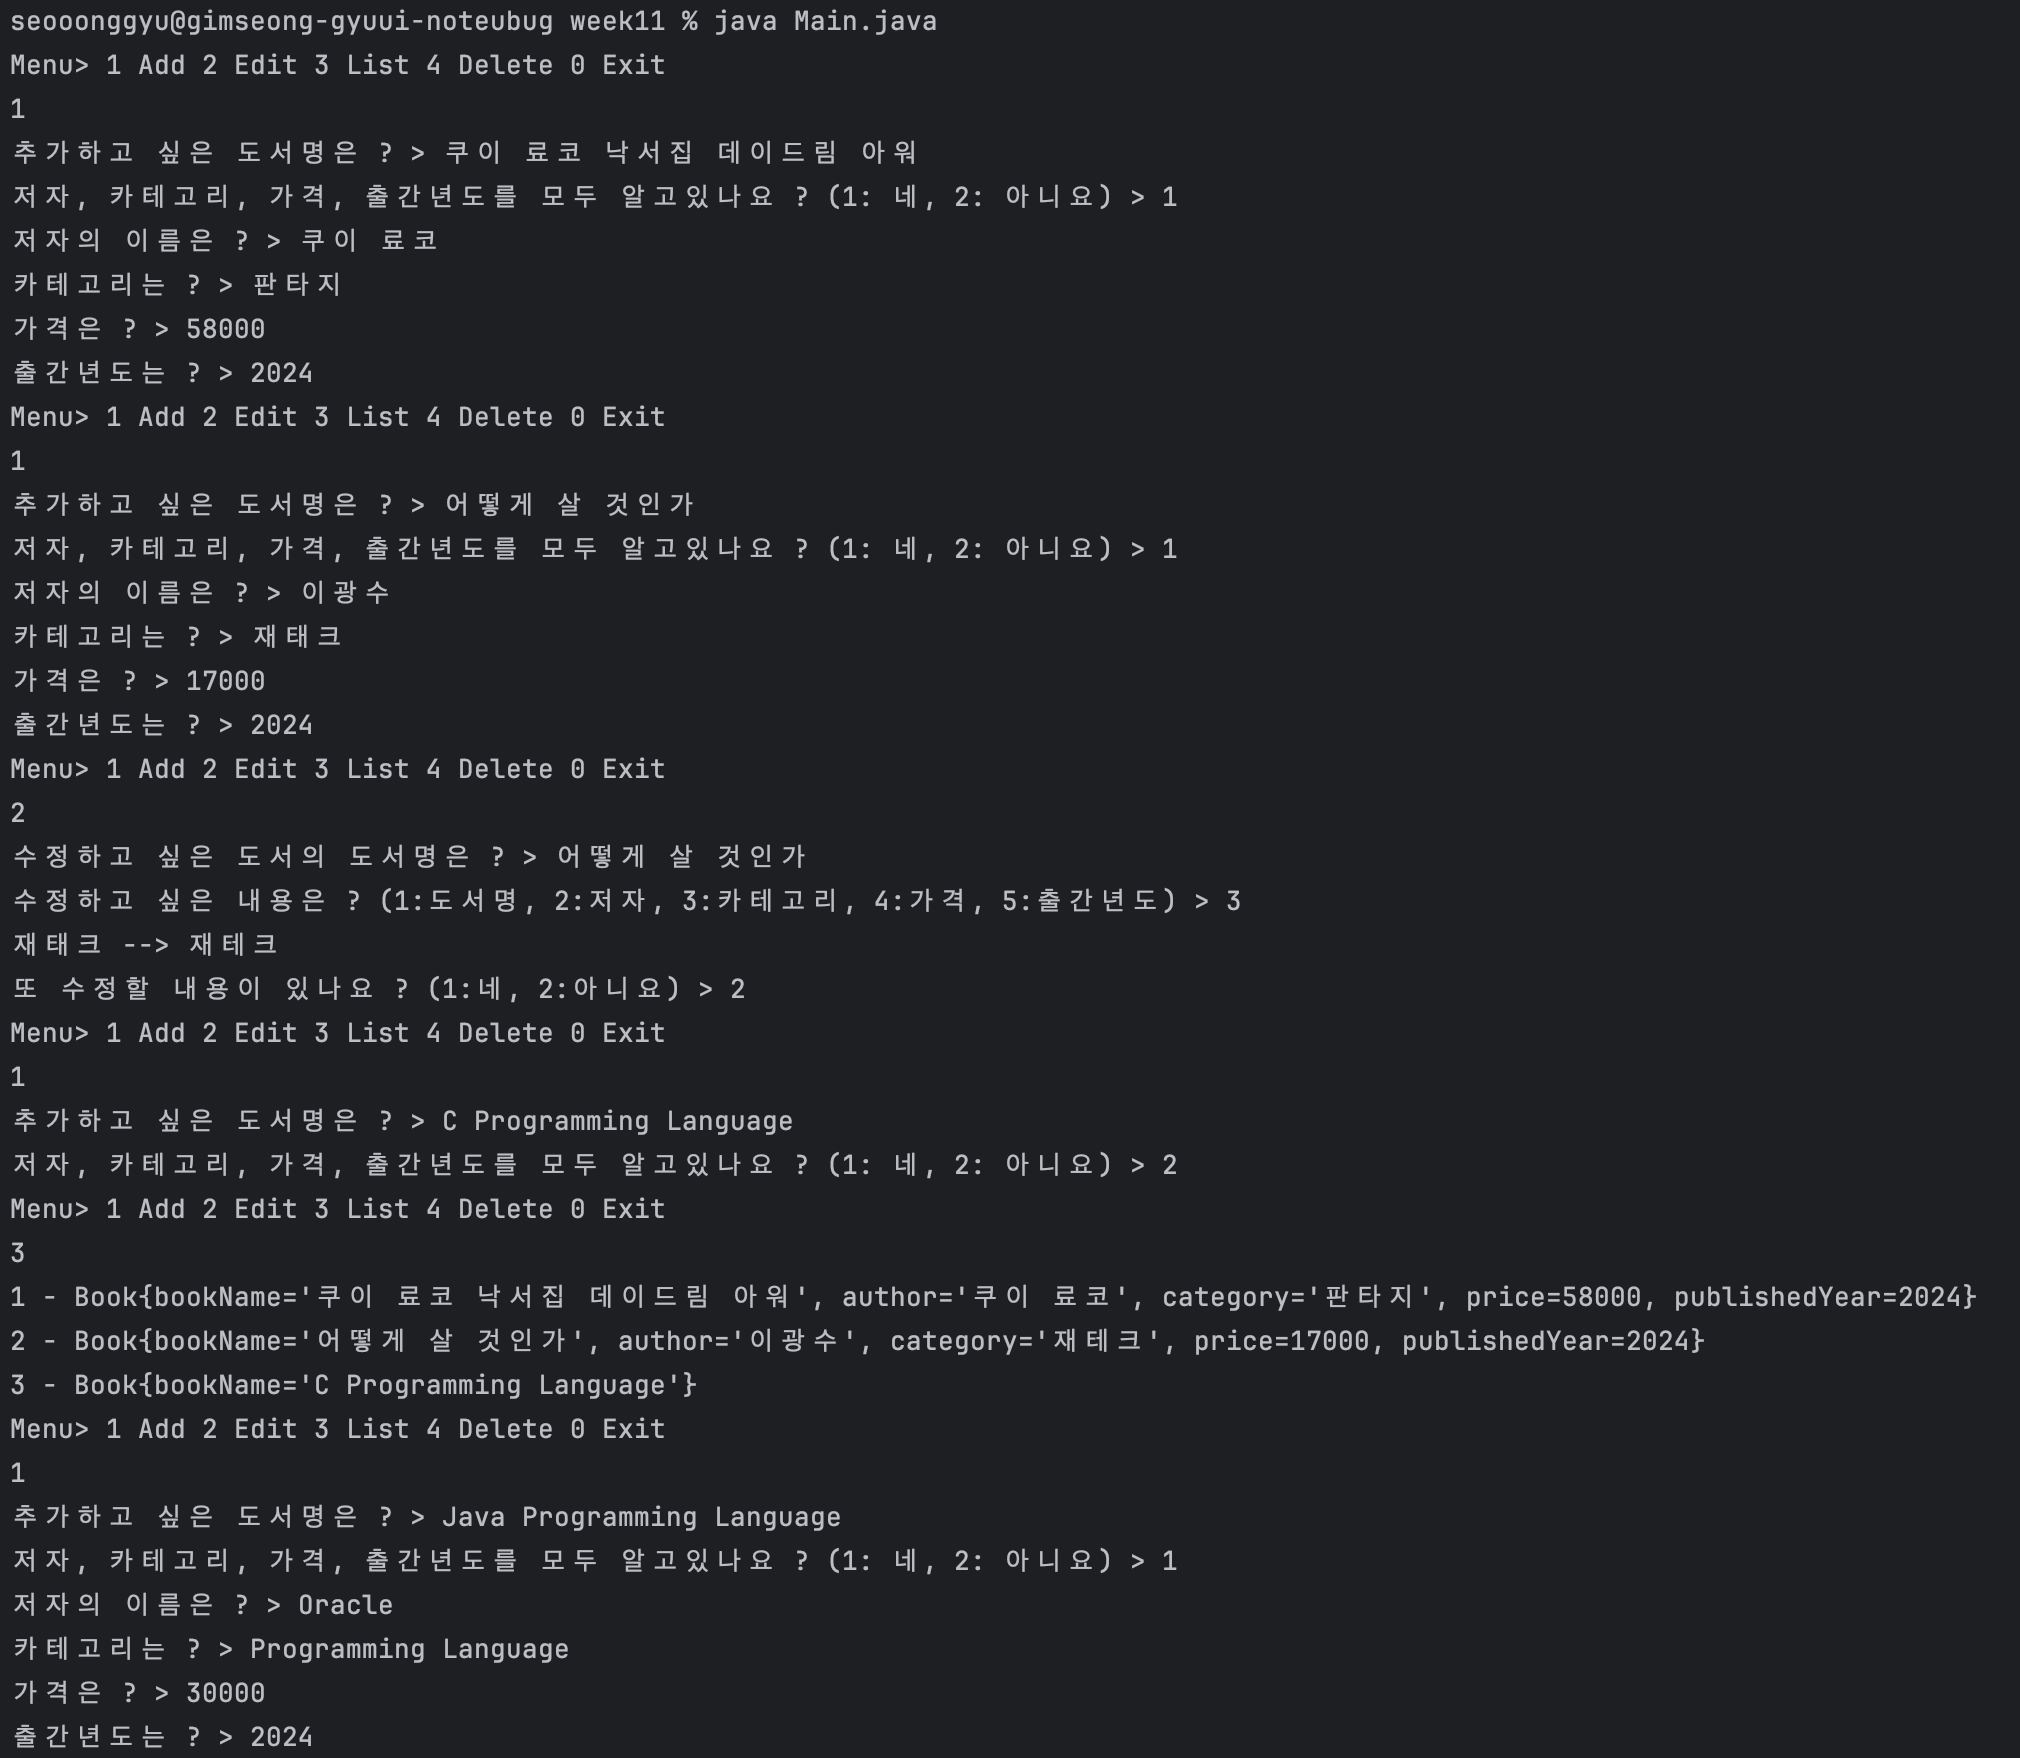 seooonggyu@gimseong-gyuui-noteubug week11 % java Main.java
Menu> 1 Add 2 Edit 3 List 4 Delete 0 Exit
1
추가하고 싶은 도서명은 ? > 쿠이 료코 낙서집 데이드림 아워
저자, 카테고리, 가격, 출간년도를 모두 알고있나요 ? (1: 네, 2: 아니요) > 1
저자의 이름은 ? > 쿠이 료코
카테고리는 ? > 판타지
가격은 ? > 58000
출간년도는 ? > 2024
Menu> 1 Add 2 Edit 3 List 4 Delete 0 Exit
1
추가하고 싶은 도서명은 ? > 어떻게 살 것인가
저자, 카테고리, 가격, 출간년도를 모두 알고있나요 ? (1: 네, 2: 아니요) > 1
저자의 이름은 ? > 이광수
카테고리는 ? > 재태크
가격은 ? > 17000
출간년도는 ? > 2024
Menu> 1 Add 2 Edit 3 List 4 Delete 0 Exit
2
수정하고 싶은 도서의 도서명은 ? > 어떻게 살 것인가
수정하고 싶은 내용은 ? (1:도서명, 2:저자, 3:카테고리, 4:가격, 5:출간년도) > 3
재태크 --> 재테크
또 수정할 내용이 있나요 ? (1:네, 2:아니요) > 2
Menu> 1 Add 2 Edit 3 List 4 Delete 0 Exit
1
추가하고 싶은 도서명은 ? > C Programming Language
저자, 카테고리, 가격, 출간년도를 모두 알고있나요 ? (1: 네, 2: 아니요) > 2
Menu> 1 Add 2 Edit 3 List 4 Delete 0 Exit
3
1 - Book{bookName='쿠이 료코 낙서집 데이드림 아워', author='쿠이 료코', category='판타지', price=58000, publishedYear=2024}
2 - Book{bookName='어떻게 살 것인가', author='이광수', category='재테크', price=17000, publishedYear=2024}
3 - Book{bookName='C Programming Language'}
Menu> 1 Add 2 Edit 3 List 4 Delete 0 Exit
1
추가하고 싶은 도서명은 ? > Java Programming Language
저자, 카테고리, 가격, 출간년도를 모두 알고있나요 ? (1: 네, 2: 아니요) > 1
저자의 이름은 ? > Oracle
카테고리는 ? > Programming Language
가격은 ? > 30000
출간년도는 ? > 2024